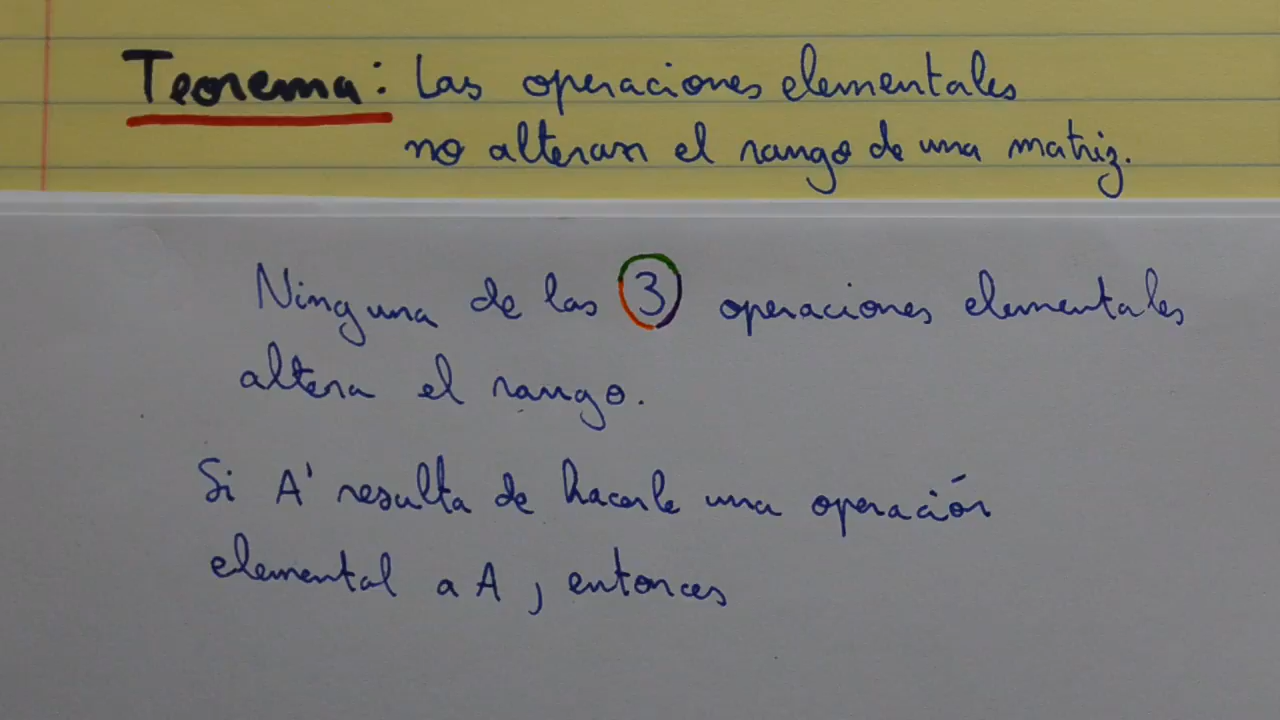 Teorema: Las operaciones elementales
no alteran el rango de una matriz.
Ninguna de las 3 operaciones elementales
altera el rango.
Si A' resulta de hacerle una operación
elemental a A, entonces